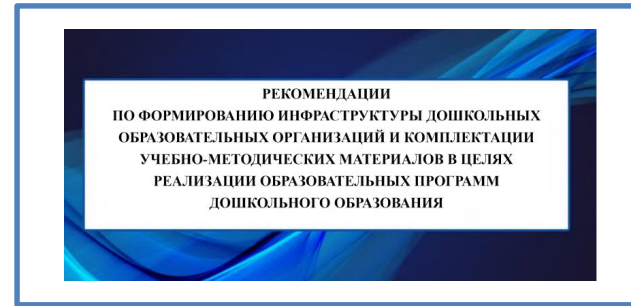 РЕКОМЕНДАЦИИ
ПО ФОРМИРОВАНИЮ ИНФРАСТРУКТУРЫ ДОШКОЛЬНЫХ
ОБРАЗОВАТЕЛЬНЫХ ОРГАНИЗАЦИЙ И КОМПЛЕКТАЦИИ
УЧЕБНО-МЕТОДИЧЕСКИХ МАТЕРИАЛОВ В ЦЕЛЯХ
РЕАЛИЗАЦИИ ОБРАЗОВАТЕЛЬНЫХ ПРОГРАММ
ДОШКОЛЬНОГО ОБРАЗОВАНИЯ